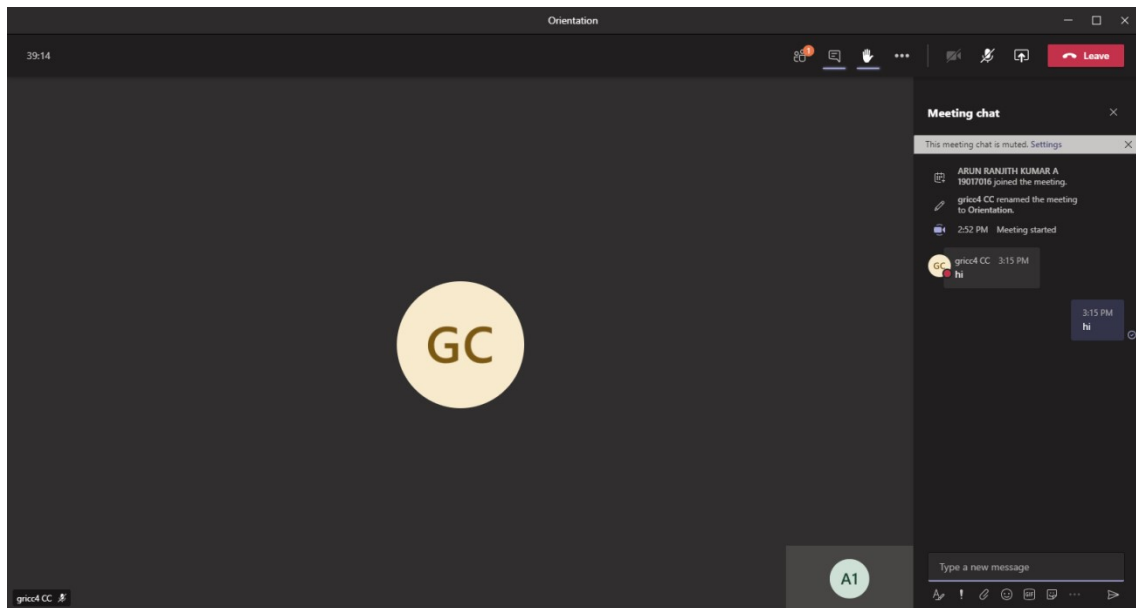 Orientation
39:14
1
Leave
Meeting chat
This meeting chat is muted. Settings
ARUN RANJITH KUMAR A
19017016 joined the meeting.
gricc4 CC renamed the meeting
to Orientation.
2:52 PM Meeting started
GC
gricc4 CC 3:15 PM
hi
3:15 PM
hi
GC
A1
gricc4 CC
Type a new message
GIF